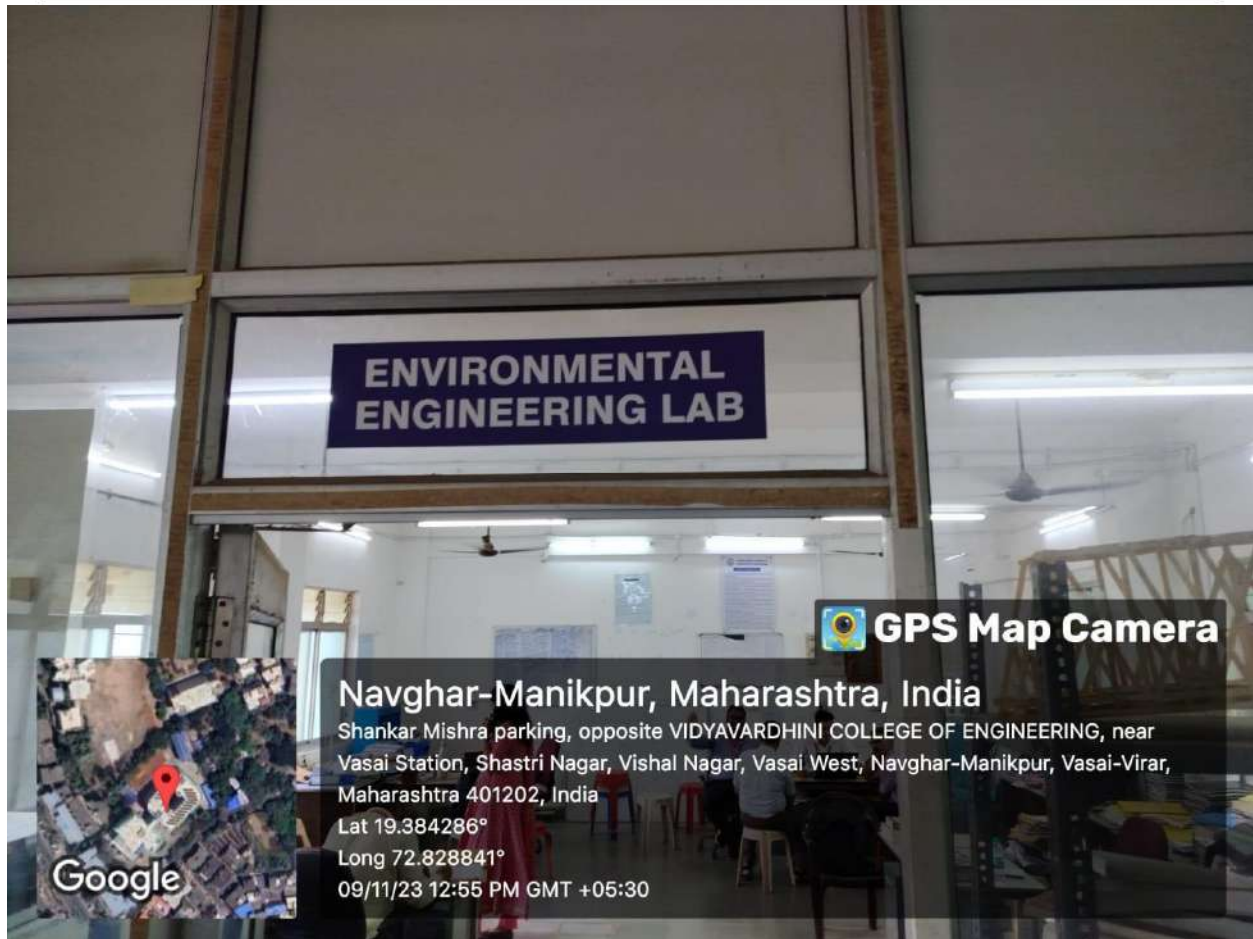 ENVIRONMENTAL
ENGINEERING LAB
GPS Map Camera
Navghar-Manikpur, Maharashtra, India
Shankar Mishra parking, opposite VIDYAVARDHINI COLLEGE OF ENGINEERING, near
Vasai Station, Shastri Nagar, Vishal Nagar, Vasai West, Navghar-Manikpur, Vasai-Virar,
Maharashtra 401202, India
Lat 19.384286°
Long 72.828841°
09/11/23 12:55 PM GMT +05:30
Google